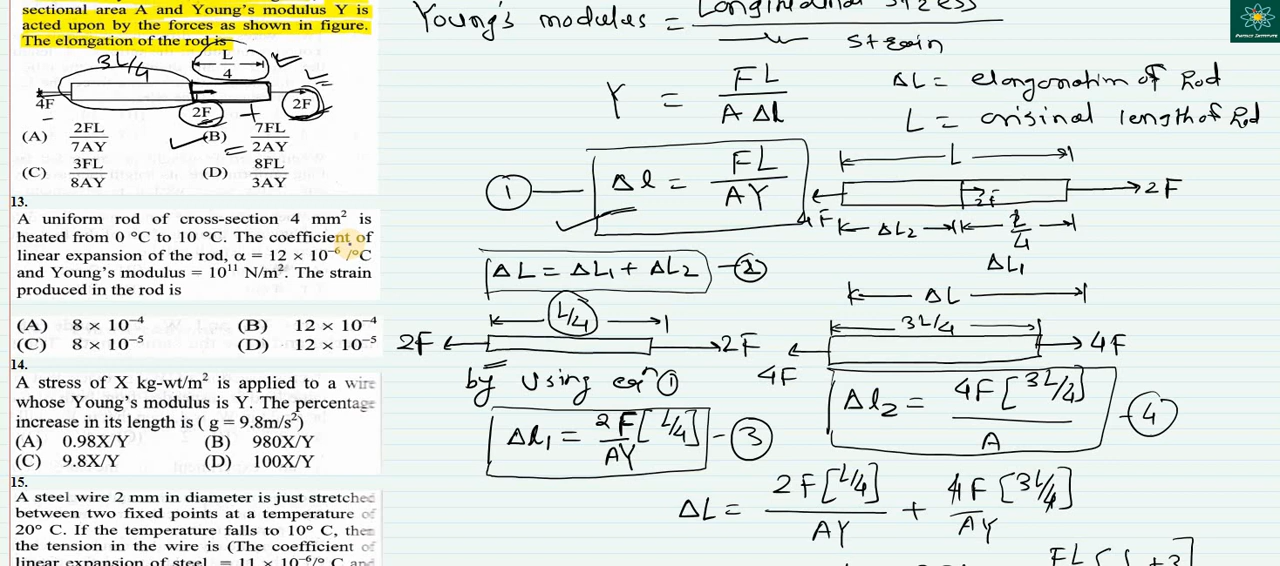 sectional area A and Young's modulus Y is
acted upon by the forces as shown in figure.
The elongation of the rod is
3L/4
L
4
4F
2F
2F
(A) 2FL/7AY (B) 7FL/2AY
(C) 3FL/8AY (D) 8FL/3AY
13.
A uniform rod of cross-section 4 mm² is
heated from 0 °C to 10 °C. The coefficient of
linear expansion of the rod, α = 12 × 10⁻⁶ /°C
and Young's modulus = 10¹¹ N/m². The strain
produced in the rod is
(A) 8 × 10⁻⁴ (B) 12 × 10⁻⁴
(C) 8 × 10⁻⁵ (D) 12 × 10⁻⁵
14.
A stress of X kg-wt/m² is applied to a wire
whose Young's modulus is Y. The percentage
increase in its length is ( g = 9.8m/s²)
(A) 0.98X/Y (B) 980X/Y
(C) 9.8X/Y (D) 100X/Y
15.
A steel wire 2 mm in diameter is just stretched
between two fixed points at a temperature of
20° C. If the temperature falls to 10° C, then
the tension in the wire is (The coefficient of
linear expansion of steel = 11 × 10⁻⁶/° C and
Young's modules = Longitudinal stress
strain
Y = FL / A Δl
ΔL = elongonation of Rod
L = orisinal length of Rod
① Δl = FL / AY
L
4F 2F 2F
ΔL₂ L/4
ΔL₁
ΔL = ΔL₁ + ΔL₂ — ②
ΔL
L/4
2F 2F
3L/4
4F 4F
by using eqⁿ ①
Δl₁ = 2F[L/4] / AY — ③
Δl₂ = 4F[3L/4] / A — ④
ΔL = 2F[L/4] / AY + 4F[3L/4] / AY